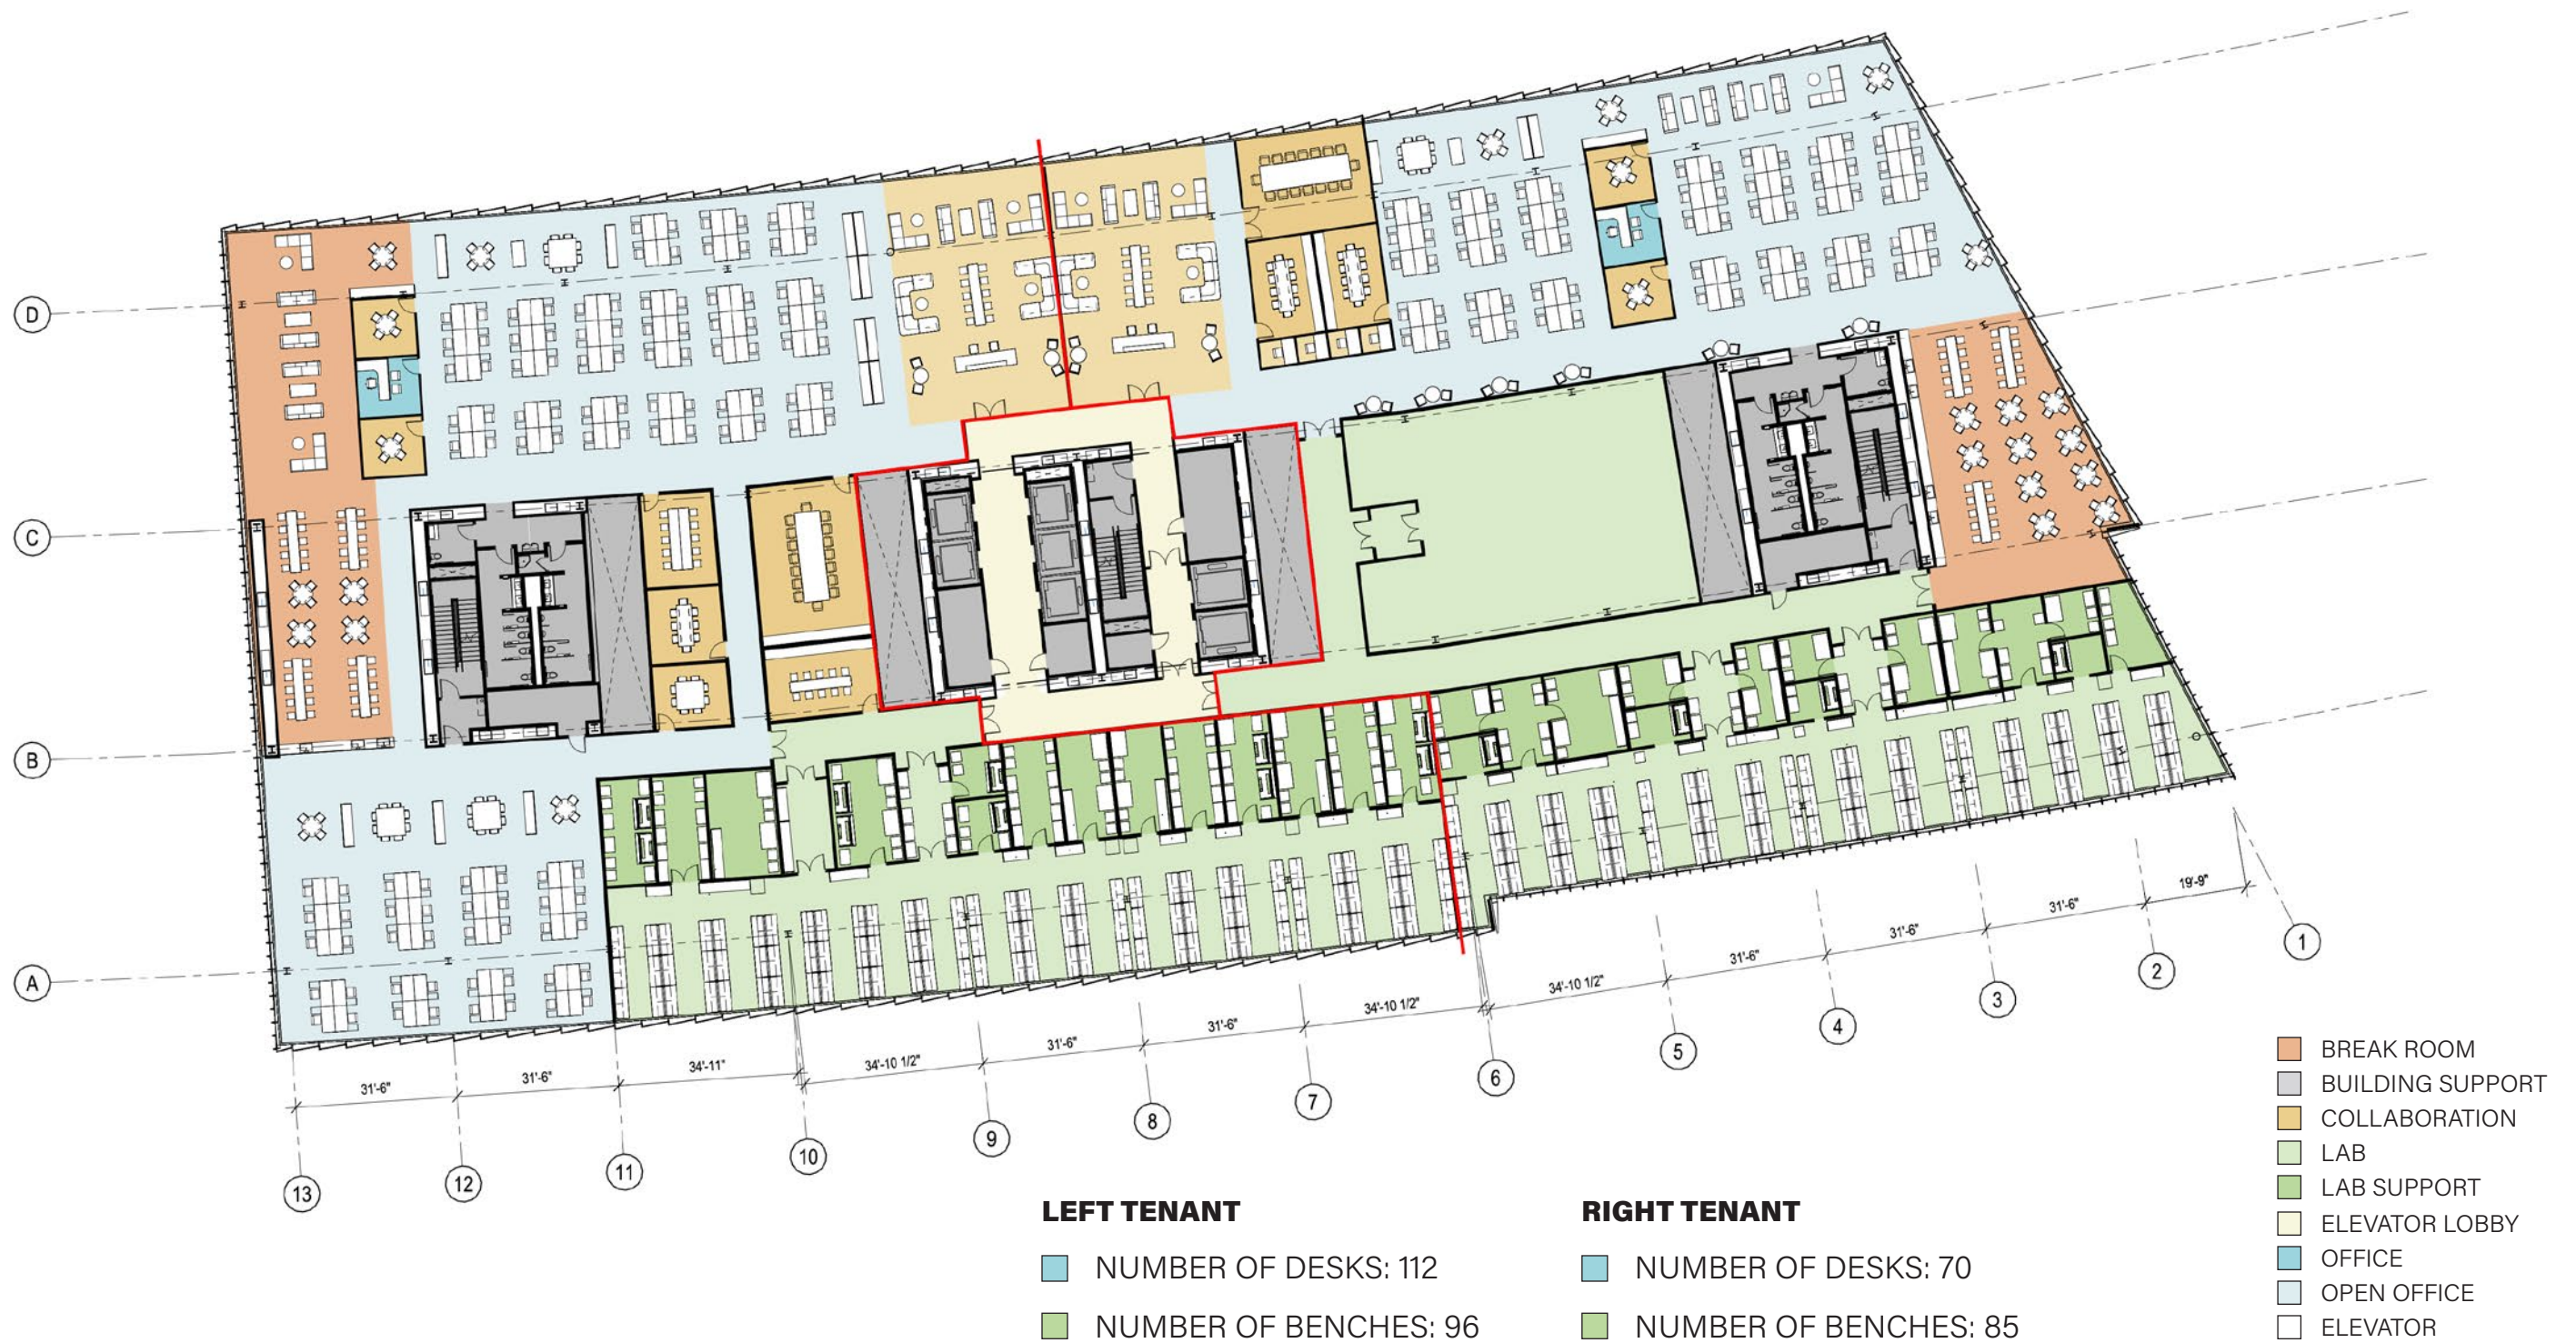 D
C
B
A
31'-6"
31'-6"
34'-11"
34'-10 1/2"
31'-6"
31'-6"
34'-10 1/2"
34'-10 1/2"
31'-6"
31'-6"
31'-6"
19'-9"
13
12
11
10
9
8
7
6
5
4
3
2
1
LEFT TENANT
NUMBER OF DESKS: 112
NUMBER OF BENCHES: 96
RIGHT TENANT
NUMBER OF DESKS: 70
NUMBER OF BENCHES: 85
BREAK ROOM
BUILDING SUPPORT
COLLABORATION
LAB
LAB SUPPORT
ELEVATOR LOBBY
OFFICE
OPEN OFFICE
ELEVATOR